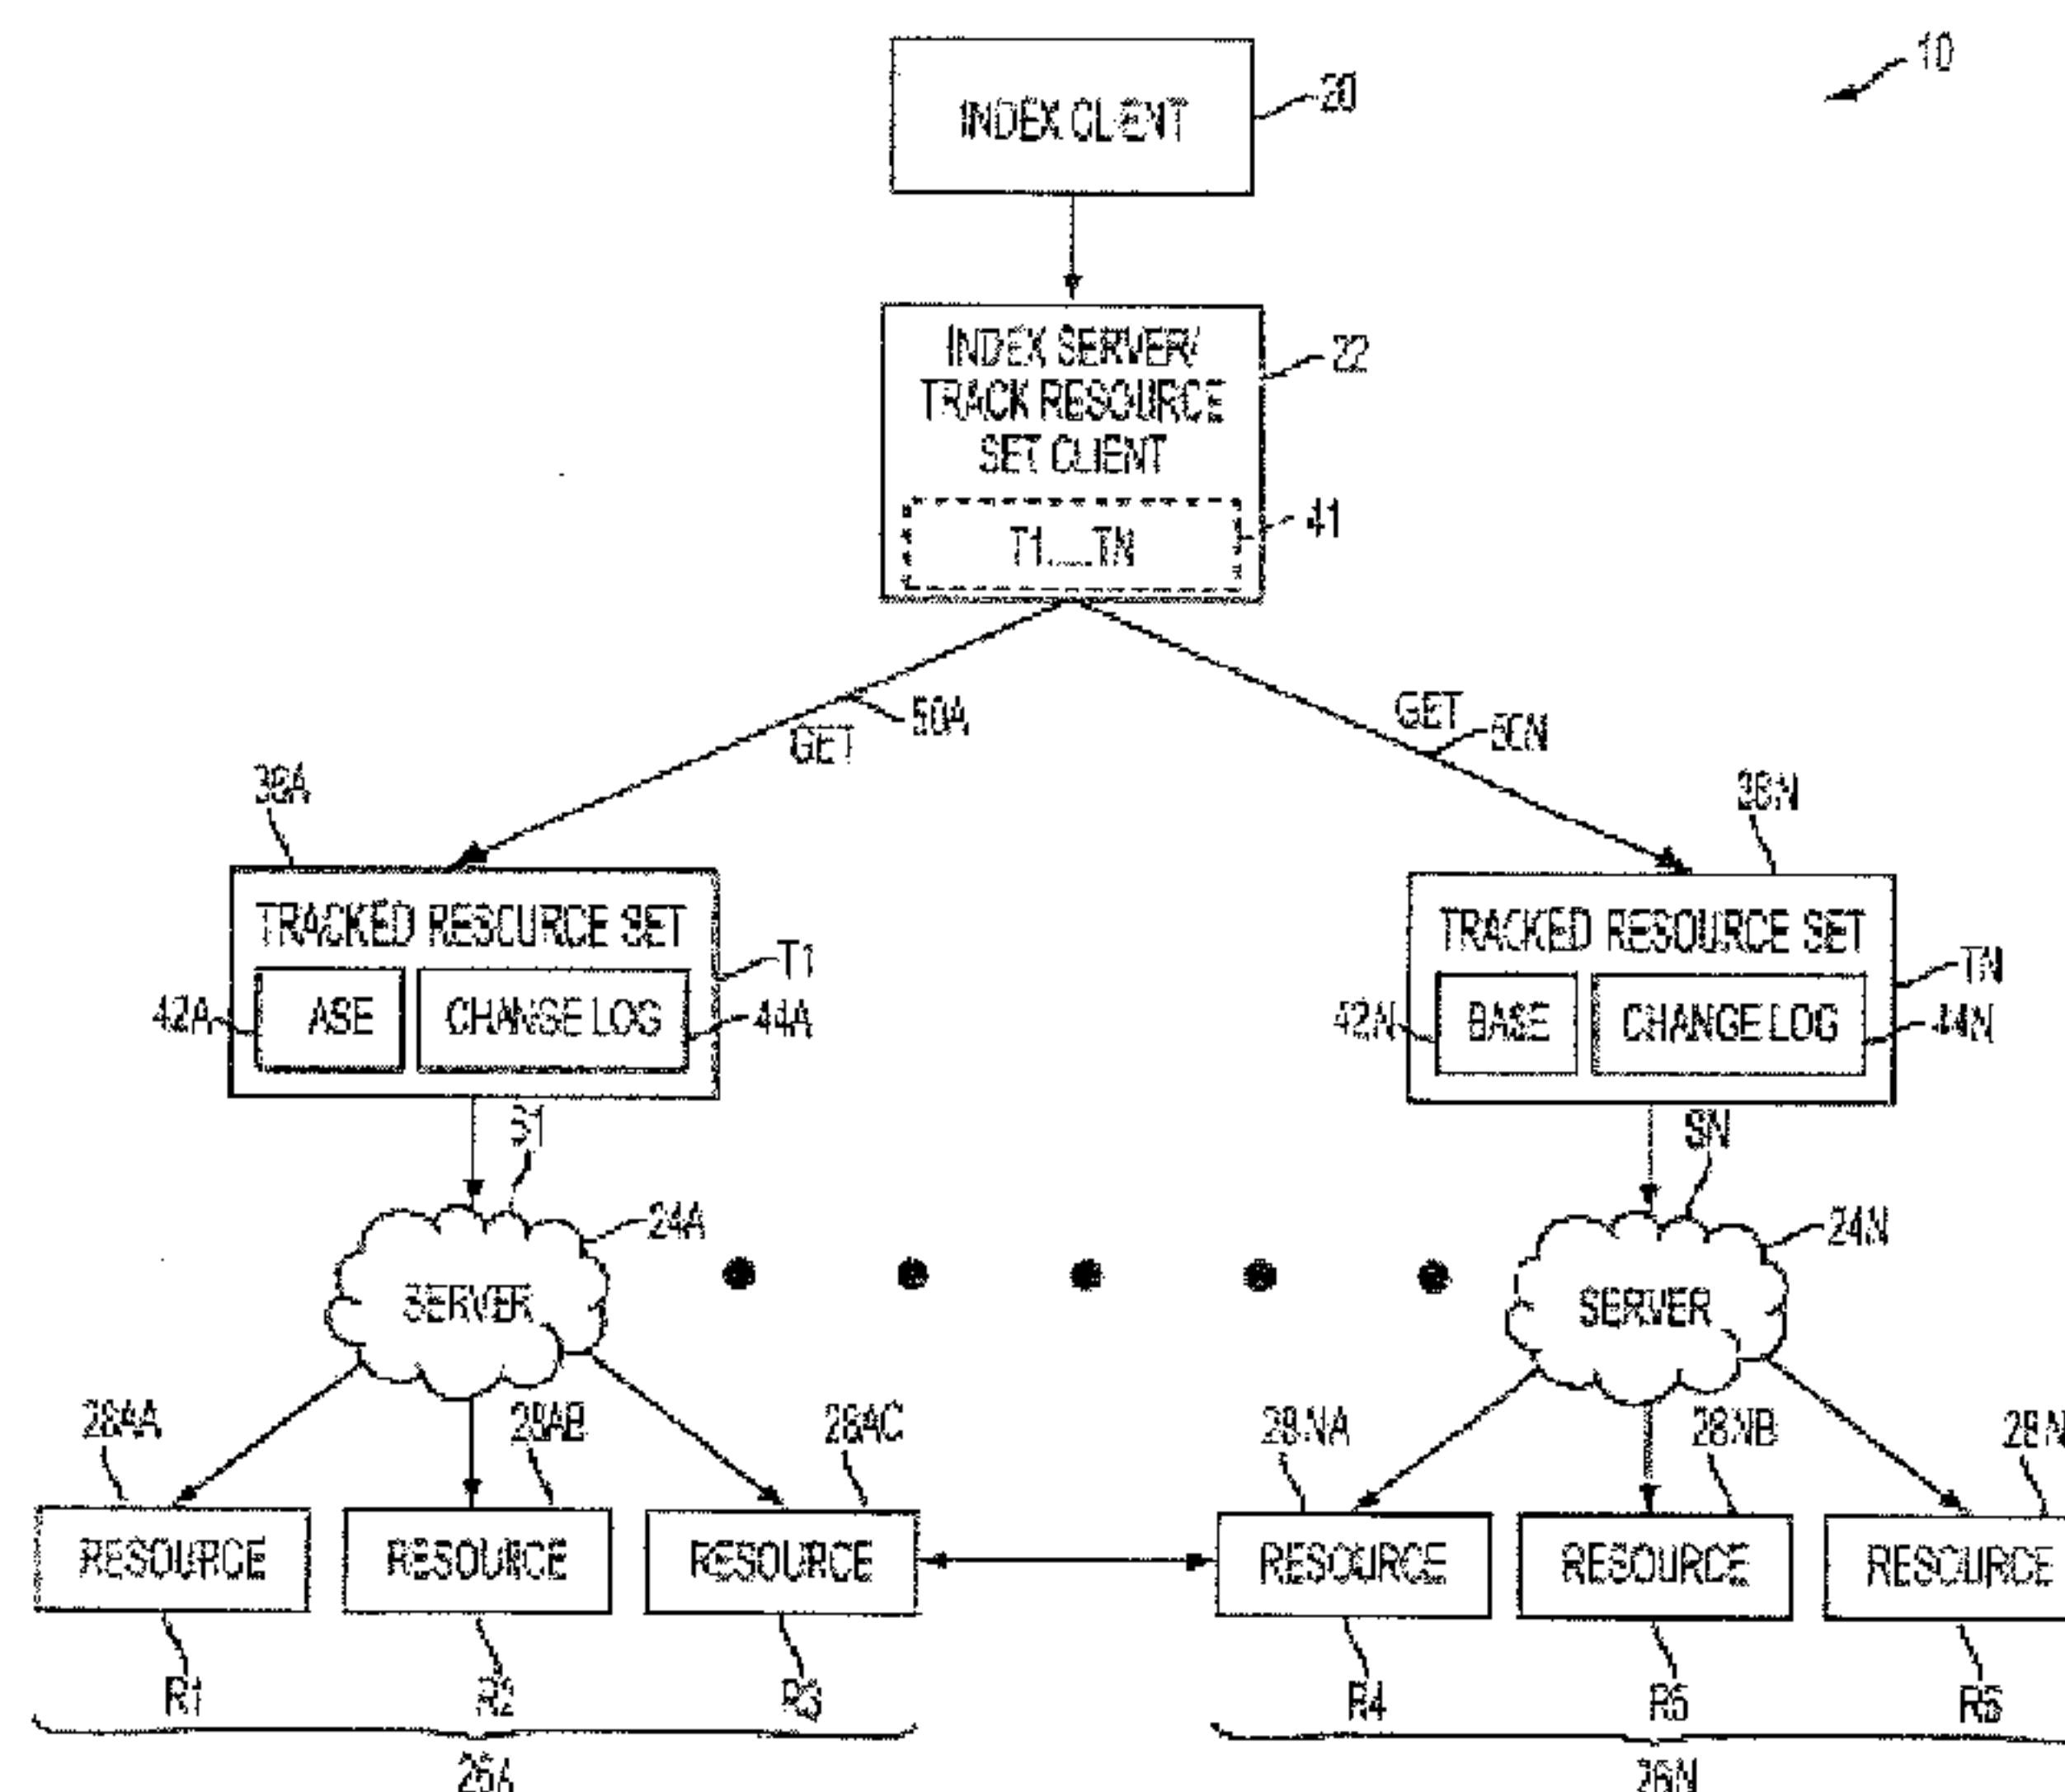 10
INDEX CLIENT
20
INDEX SERVER/
TRACK RESOURCE
SET CLIENT
22
T1.....TN
41
GET
50A
GET
50N
38A
38N
TRACKED RESOURCE SET
T1
42A
ASE
CHANGE LOG
44A
TRACKED RESOURCE SET
TN
42N
BASE
CHANGE LOG
44N
S1
SN
24A
SERVER
24N
SERVER
28AA
28AB
28AC
28NA
28NB
28N
RESOURCE
RESOURCE
RESOURCE
RESOURCE
RESOURCE
RESOURCE
R1
R2
R3
R4
R5
R6
26A
26N